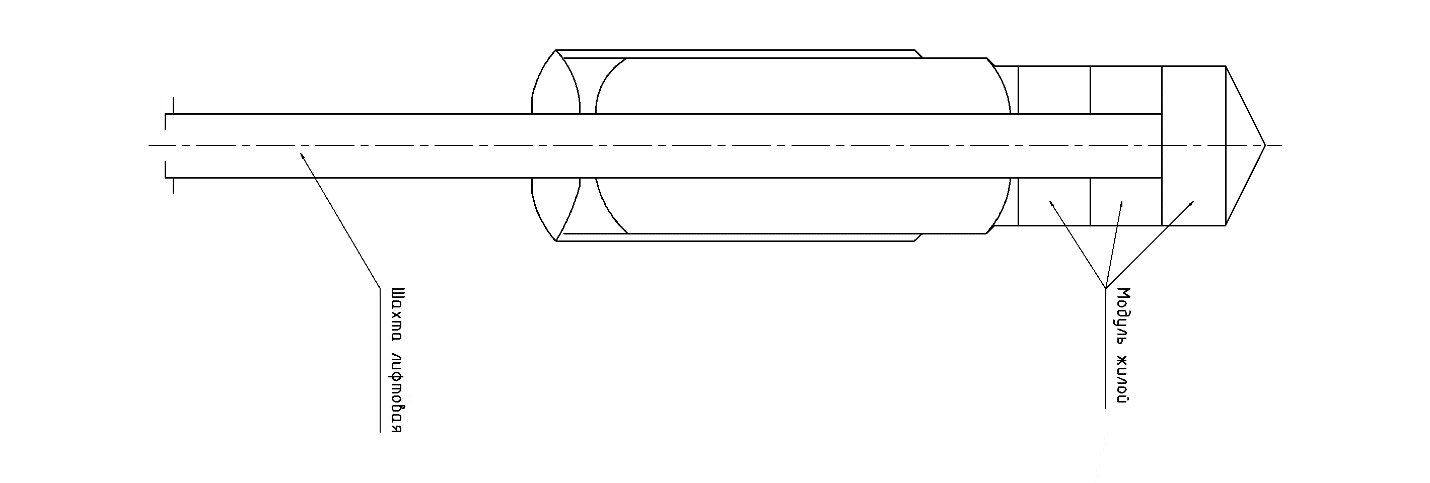 Шахта лифтовая
Модуль жилой